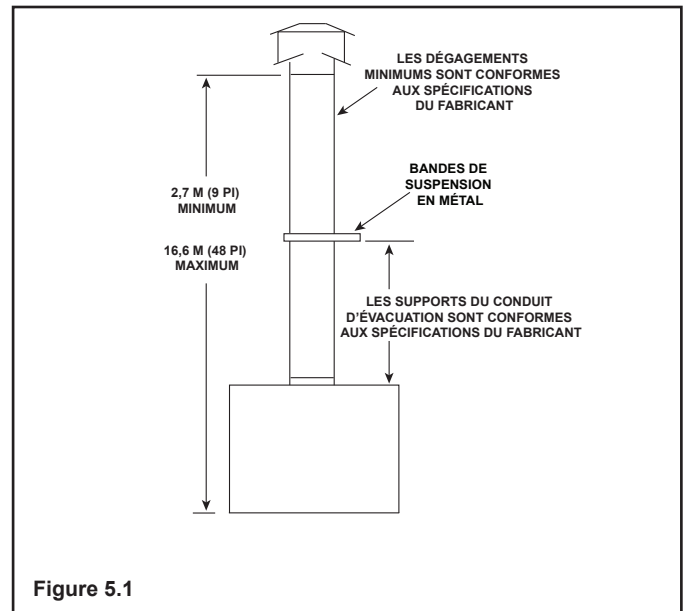 LES DÉGAGEMENTS
MINIMUMS SONT CONFORMES
AUX SPÉCIFICATIONS
DU FABRICANT
BANDES DE
SUSPENSION
EN MÉTAL
2,7 M (9 PI)
MINIMUM
16,6 M (48 PI)
MAXIMUM
LES SUPPORTS DU CONDUIT
D'ÉVACUATION SONT CONFORMES
AUX SPÉCIFICATIONS DU FABRICANT
Figure 5.1